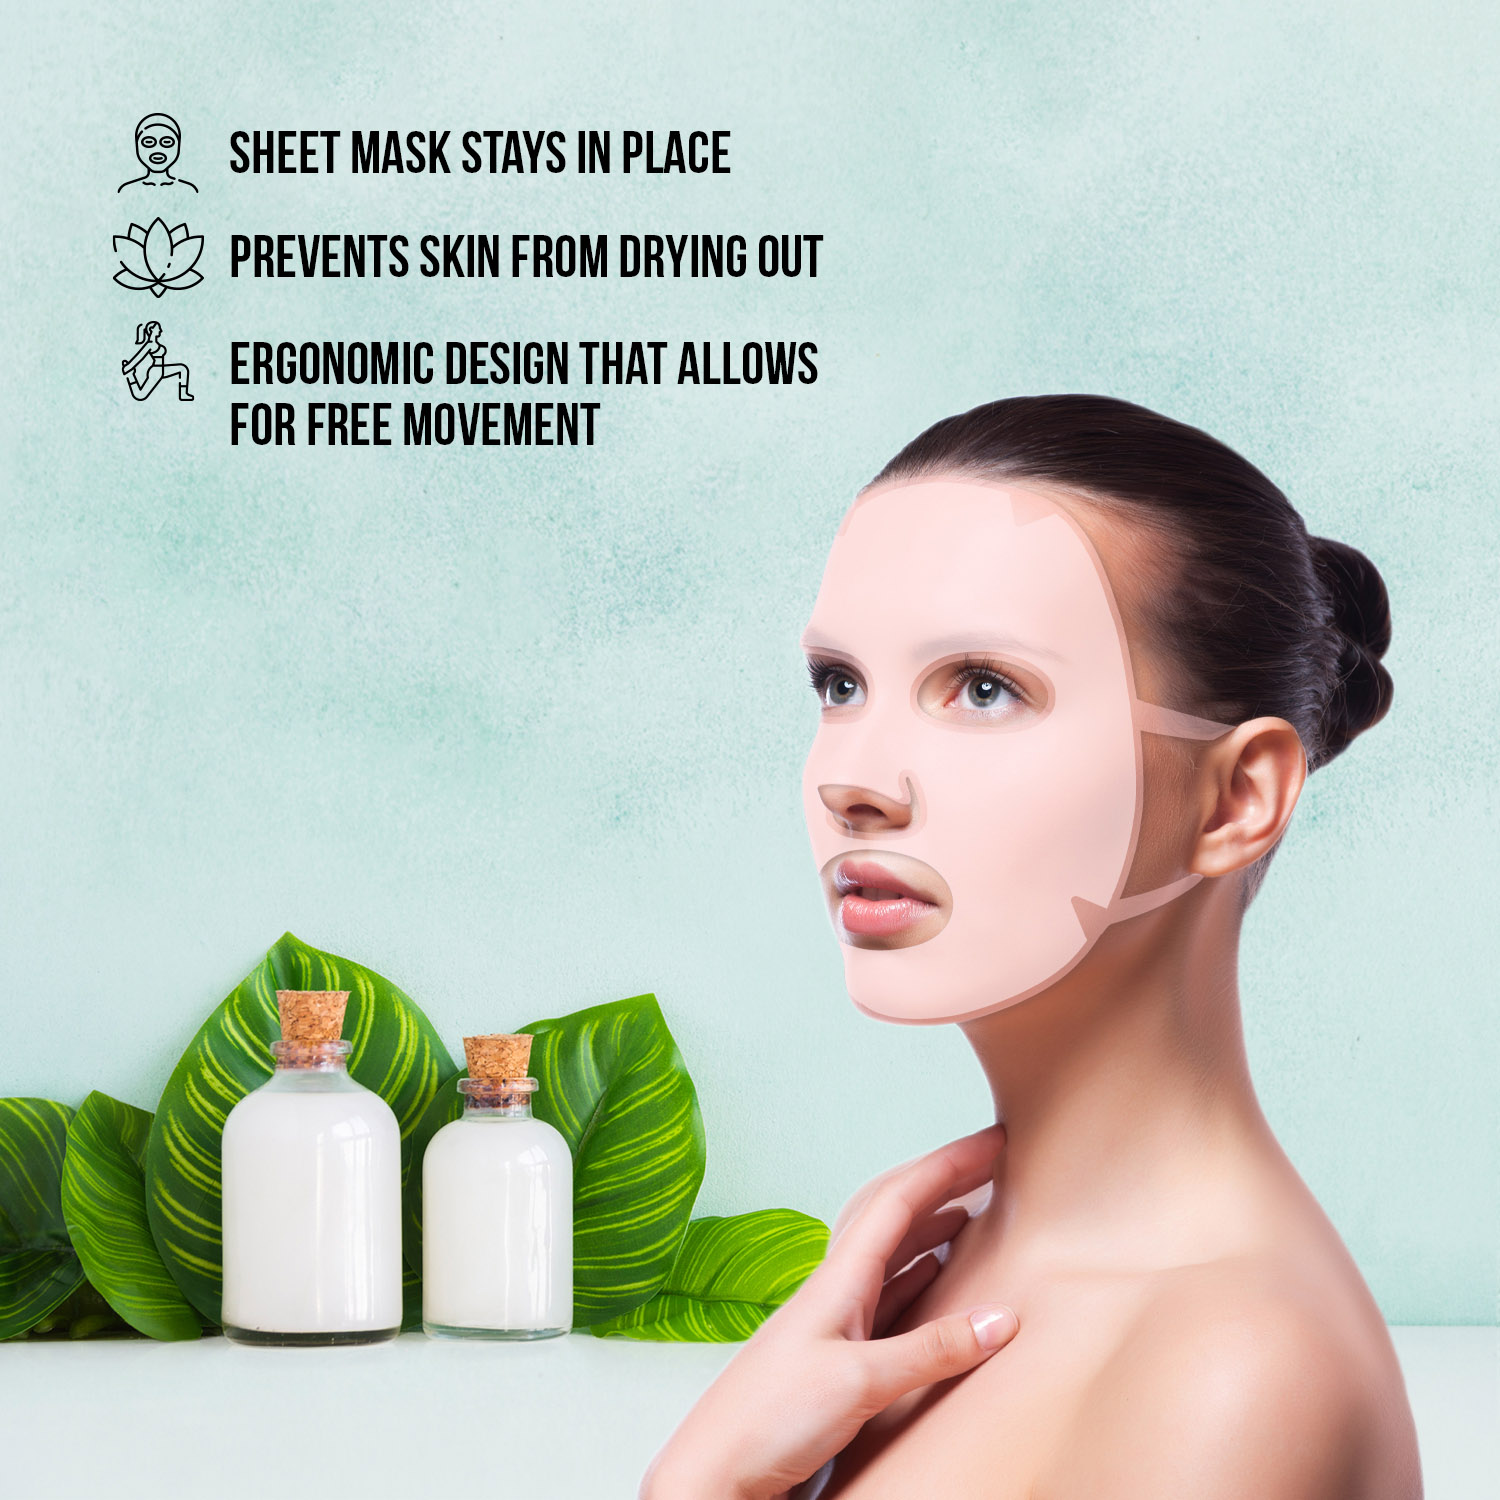 SHEET MASK STAYS IN PLACE
PREVENTS SKIN FROM DRYING OUT
ERGONOMIC DESIGN THAT ALLOWS
FOR FREE MOVEMENT